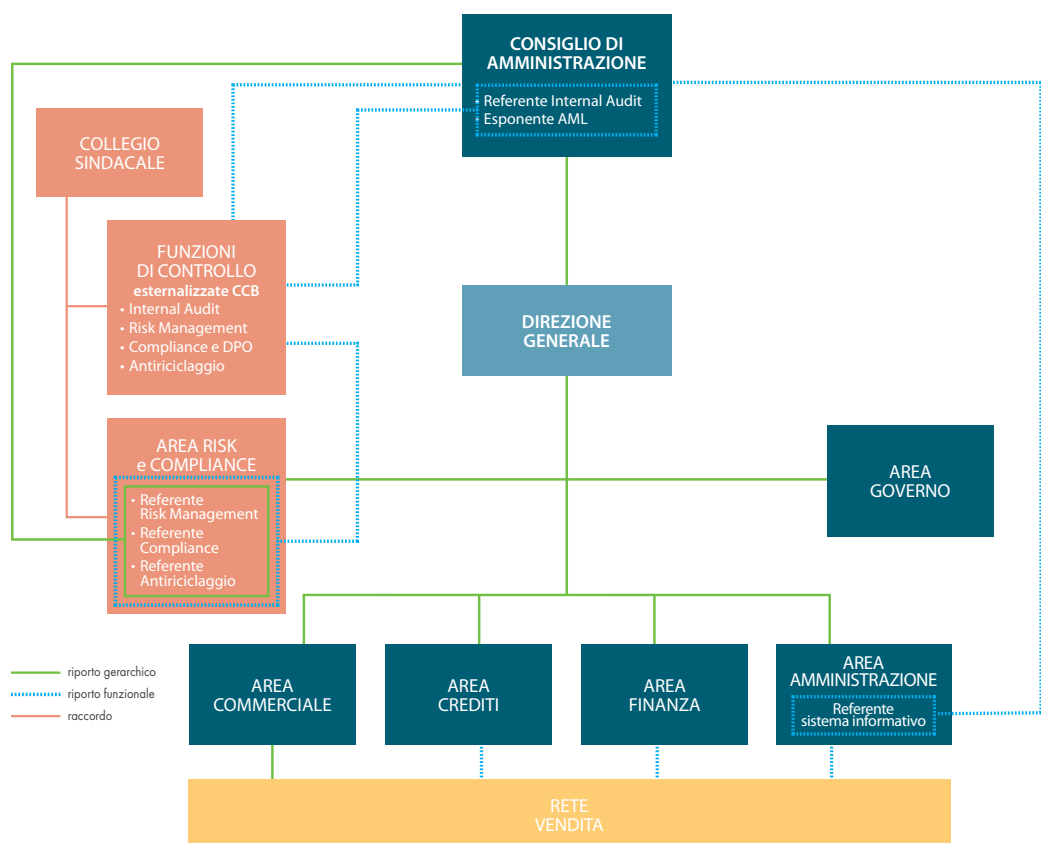 CONSIGLIO DI
AMMINISTRAZIONE
• Referente Internal Audit
• Esponente AML
COLLEGIO
SINDACALE
FUNZIONI
DI CONTROLLO
esternalizzate CCB
• Internal Audit
• Risk Management
• Compliance e DPO
• Antiriciclaggio
DIREZIONE
GENERALE
AREA RISK
e COMPLIANCE
• Referente
Risk Management
• Referente
Compliance
• Referente
Antiriciclaggio
AREA
GOVERNO
AREA
COMMERCIALE
AREA
CREDITI
AREA
FINANZA
AREA
AMMINISTRAZIONE
Referente
sistema informativo
riporto gerarchico
riporto funzionale
raccordo
RETE
VENDITA